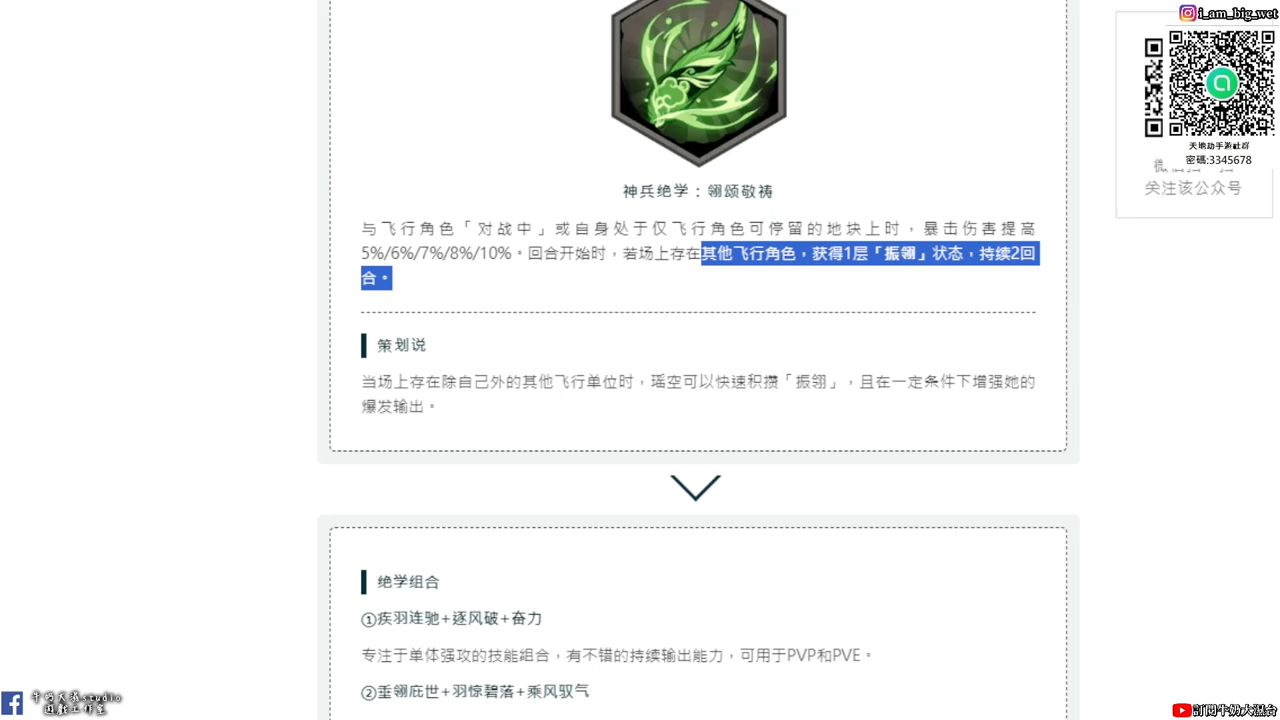 i_am_big_wet
天地劫手游社群
密碼:3345678
关注该公众号
神兵绝学：翎颂敬祷
与飞行角色「对战中」或自身处于仅飞行角色可停留的地块上时，暴击伤害提高
5%/6%/7%/8%/10%。回合开始时，若场上存在其他飞行角色，获得1层「振翎」状态，持续2回
合。
策划说
当场上存在除自己外的其他飞行单位时，瑶空可以快速积攒「振翎」，且在一定条件下增强她的
爆发输出。
绝学组合
①疾羽连驰+逐风破+奋力
专注于单体强攻的技能组合，有不错的持续输出能力，可用于PVP和PVE。
②垂翎庇世+羽惊碧落+乘风驭气
studio
遊戲工作室
訂閱牛奶大混合